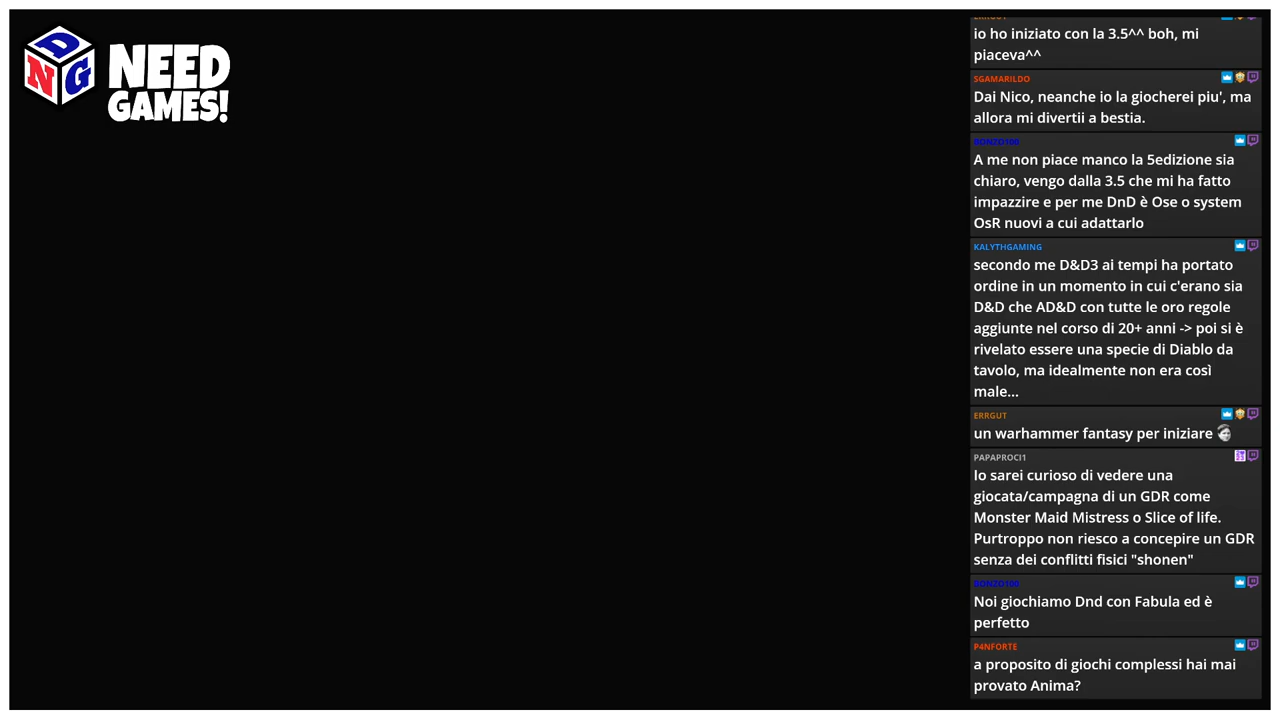 D
N
G
NEED
GAMES!
ERRGUT
io ho iniziato con la 3.5^^ boh, mi
piaceva^^
SGAMARILDO
Dai Nico, neanche io la giocherei piu', ma
allora mi divertii a bestia.
BONZO100
A me non piace manco la 5edizione sia
chiaro, vengo dalla 3.5 che mi ha fatto
impazzire e per me DnD è Ose o system
OsR nuovi a cui adattarlo
KALYTHGAMING
secondo me D&D3 ai tempi ha portato
ordine in un momento in cui c'erano sia
D&D che AD&D con tutte le oro regole
aggiunte nel corso di 20+ anni -> poi si è
rivelato essere una specie di Diablo da
tavolo, ma idealmente non era così
male...
ERRGUT
un warhammer fantasy per iniziare
PAPAPROCI1
Io sarei curioso di vedere una
giocata/campagna di un GDR come
Monster Maid Mistress o Slice of life.
Purtroppo non riesco a concepire un GDR
senza dei conflitti fisici "shonen"
BONZO100
Noi giochiamo Dnd con Fabula ed è
perfetto
P4NFORTE
a proposito di giochi complessi hai mai
provato Anima?